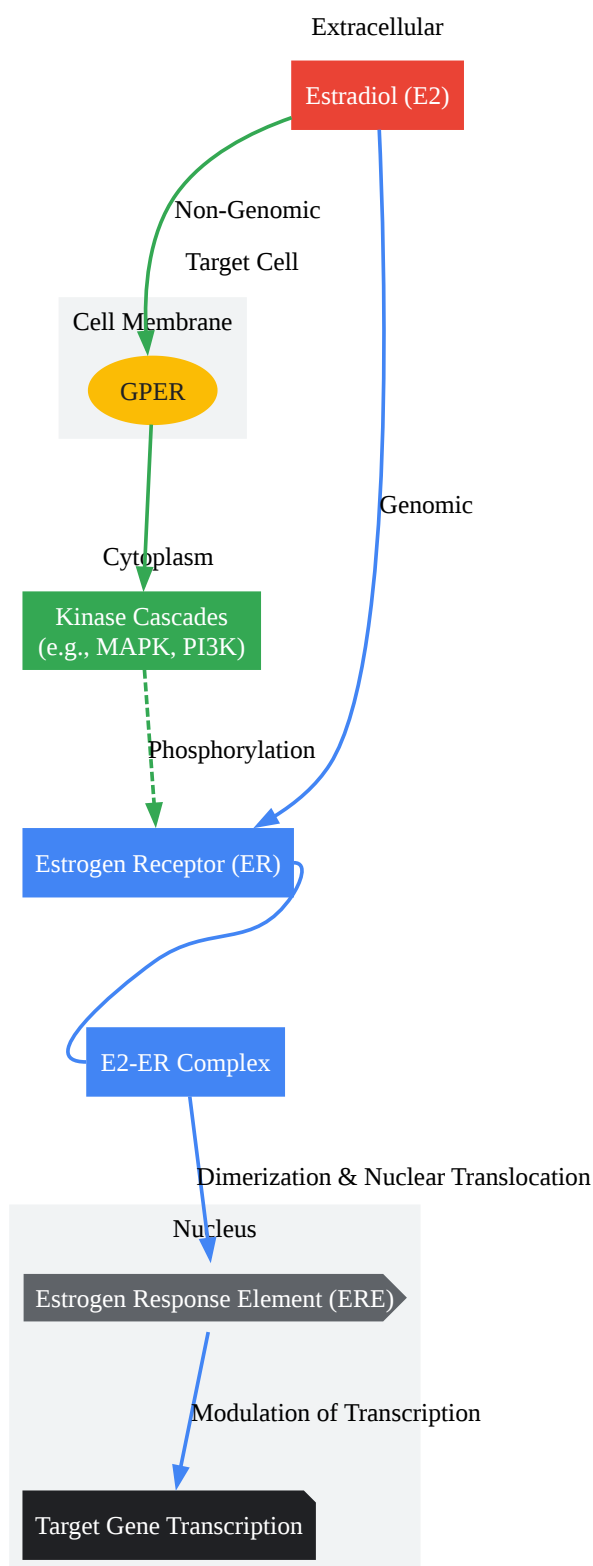 Extracellular
Estradiol (E2)
Non-Genomic
Target Cell
Cell Membrane
GPER
Genomic
Cytoplasm
Kinase Cascades
(e.g., MAPK, PI3K)
Phosphorylation
Estrogen Receptor (ER)
E2-ER Complex
Dimerization & Nuclear Translocation
Nucleus
Estrogen Response Element (ERE)
Modulation of Transcription
Target Gene Transcription